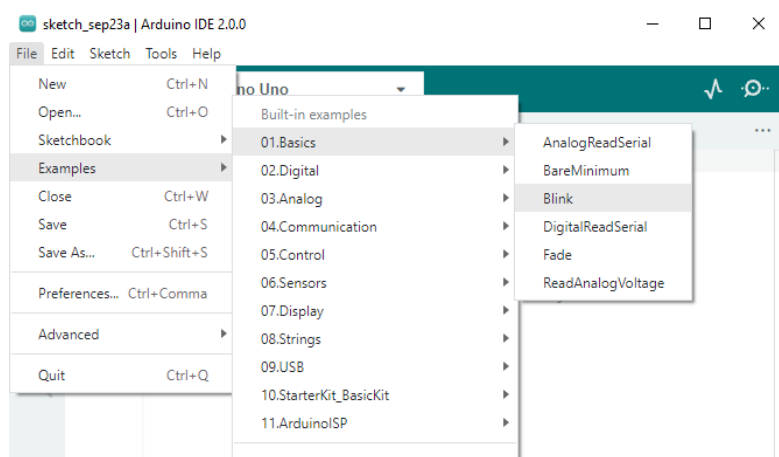 sketch_sep23a | Arduino IDE 2.0.0
File Edit Sketch Tools Help
no Uno
New Ctrl+N
Open... Ctrl+O
Sketchbook
Examples
Close Ctrl+W
Save Ctrl+S
Save As... Ctrl+Shift+S
Preferences... Ctrl+Comma
Advanced
Quit Ctrl+Q
Built-in examples
01.Basics
02.Digital
03.Analog
04.Communication
05.Control
06.Sensors
07.Display
08.Strings
09.USB
10.StarterKit_BasicKit
11.ArduinoISP
AnalogReadSerial
BareMinimum
Blink
DigitalReadSerial
Fade
ReadAnalogVoltage